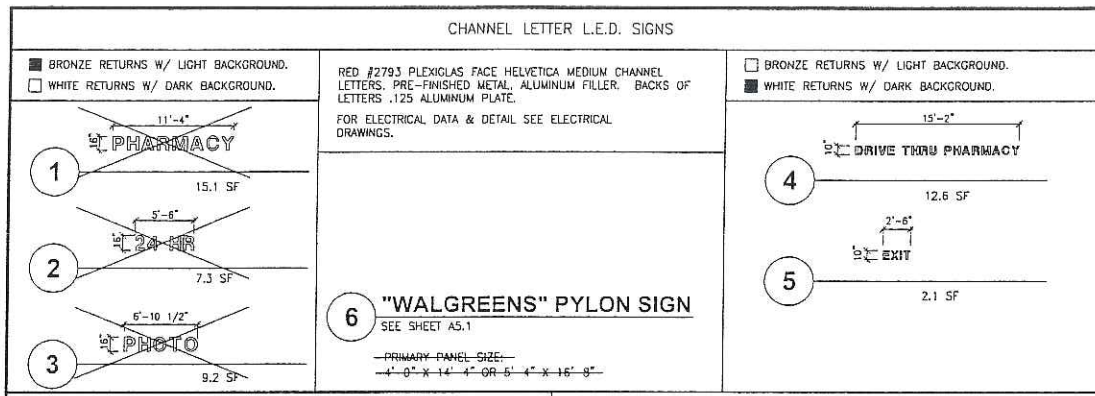 CHANNEL LETTER L.E.D. SIGNS
BRONZE RETURNS W/ LIGHT BACKGROUND.
WHITE RETURNS W/ DARK BACKGROUND.
11'-4"
16"
PHARMACY
1
15.1 SF
5'-6"
16"
24 HR
2
7.3 SF
6'-10 1/2"
16"
PHOTO
3
9.2 SF
RED #2793 PLEXIGLAS FACE HELVETICA MEDIUM CHANNEL
LETTERS. PRE-FINISHED METAL, ALUMINUM FILLER. BACKS OF
LETTERS .125 ALUMINUM PLATE.
FOR ELECTRICAL DATA & DETAIL SEE ELECTRICAL
DRAWINGS.
6
"WALGREENS" PYLON SIGN
SEE SHEET A5.1
PRIMARY PANEL SIZE:
4' 0" X 14' 4" OR 5' 4" X 16' 8"
BRONZE RETURNS W/ LIGHT BACKGROUND.
WHITE RETURNS W/ DARK BACKGROUND.
15'-2"
10"
DRIVE THRU PHARMACY
4
12.6 SF
2'-6"
10"
EXIT
5
2.1 SF